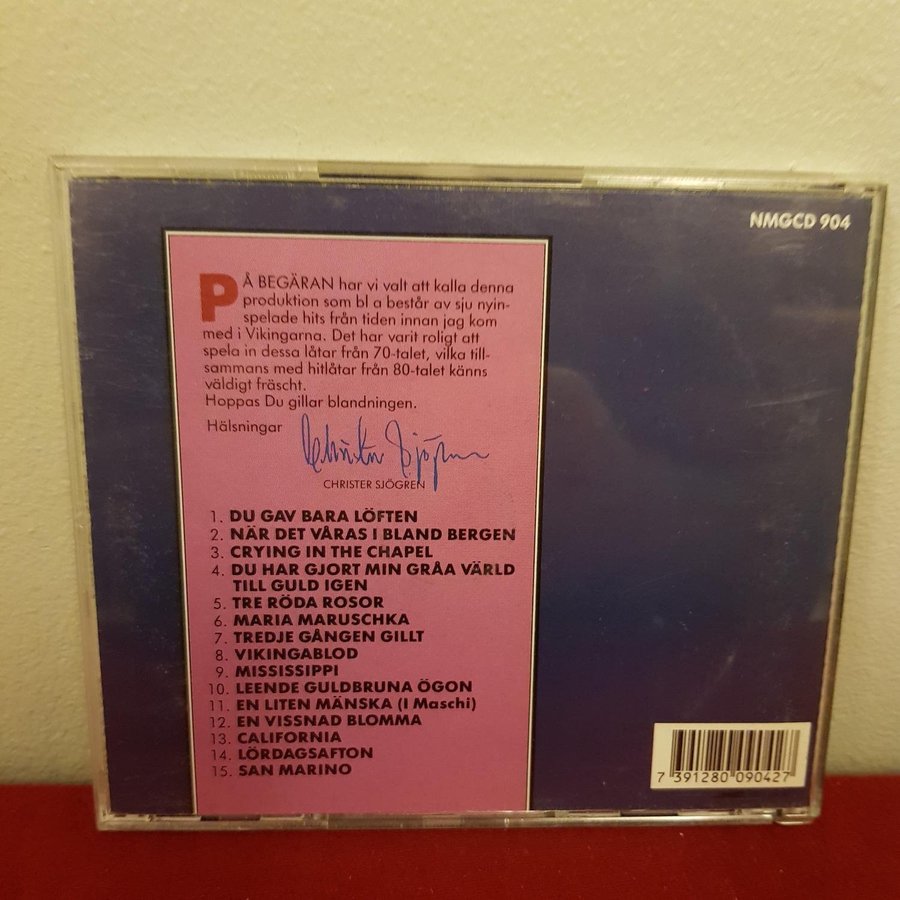 NMGCD 904
PÅ BEGÄRAN har vi valt att kalla denna
produktion som bl a består av sju nyin-
spelade hits från tiden innan jag kom
med i Vikingarna. Det har varit roligt att
spela in dessa låtar från 70-talet, vilka till-
sammans med hitlåtar från 80-talet känns
väldigt fräscht.
Hoppas Du gillar blandningen.
Hälsningar
Christer Sjögren
CHRISTER SJÖGREN
1. DU GAV BARA LÖFTEN
2. NÄR DET VÅRAS I BLAND BERGEN
3. CRYING IN THE CHAPEL
4. DU HAR GJORT MIN GRÅA VÄRLD
TILL GULD IGEN
5. TRE RÖDA ROSOR
6. MARIA MARUSCHKA
7. TREDJE GÅNGEN GILLT
8. VIKINGABLOD
9. MISSISSIPPI
10. LEENDE GULDBRUNA ÖGON
11. EN LITEN MÄNSKA (I Maschi)
12. EN VISSNAD BLOMMA
13. CALIFORNIA
14. LÖRDAGSAFTON
15. SAN MARINO
7 391280 090427